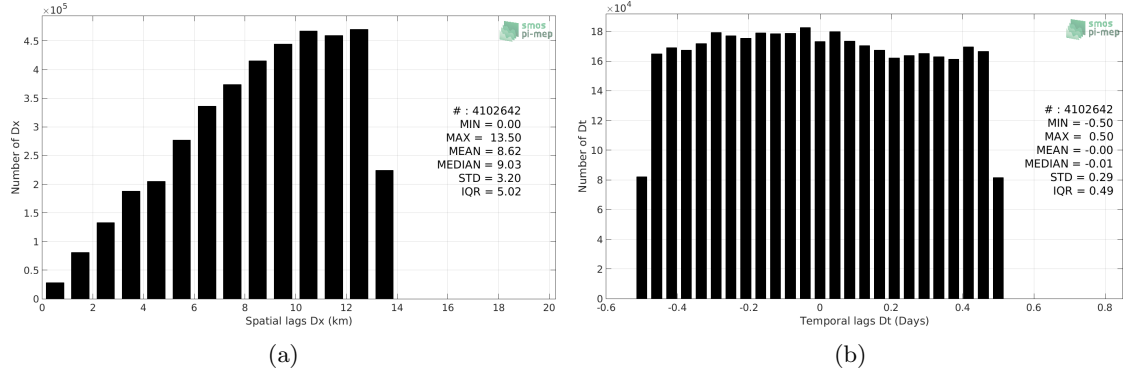 ×10⁵
4.5
4
3.5
3
2.5
2
1.5
1
0.5
0
Number of Dx
smos
pi-mep
# : 4102642
MIN = 0.00
MAX = 13.50
MEAN = 8.62
MEDIAN = 9.03
STD = 3.20
IQR = 5.02
0 2 4 6 8 10 12 14 16 18 20
Spatial lags Dx (km)
(a)
×10⁴
18
16
14
12
10
8
6
4
2
0
Number of Dt
smos
pi-mep
# : 4102642
MIN = -0.50
MAX = 0.50
MEAN = -0.00
MEDIAN = -0.01
STD = 0.29
IQR = 0.49
-0.6 -0.4 -0.2 0 0.2 0.4 0.6 0.8
Temporal lags Dt (Days)
(b)